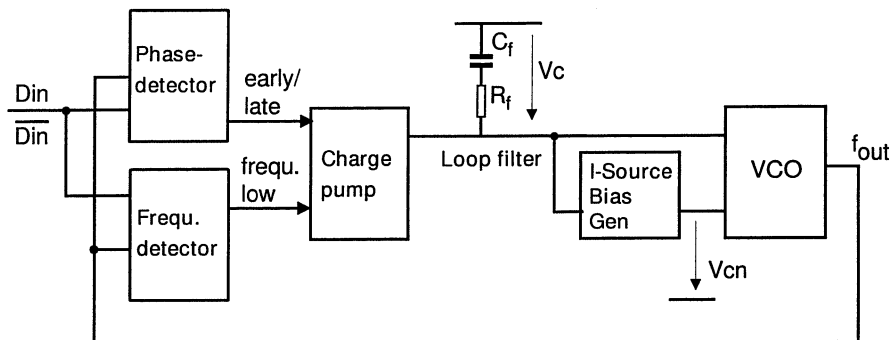 Phase-
detector
Din
Din
early/
late
Frequ.
detector
frequ.
low
Charge
pump
Cf
Rf
Vc
Loop filter
I-Source
Bias
Gen
Vcn
VCO
fout